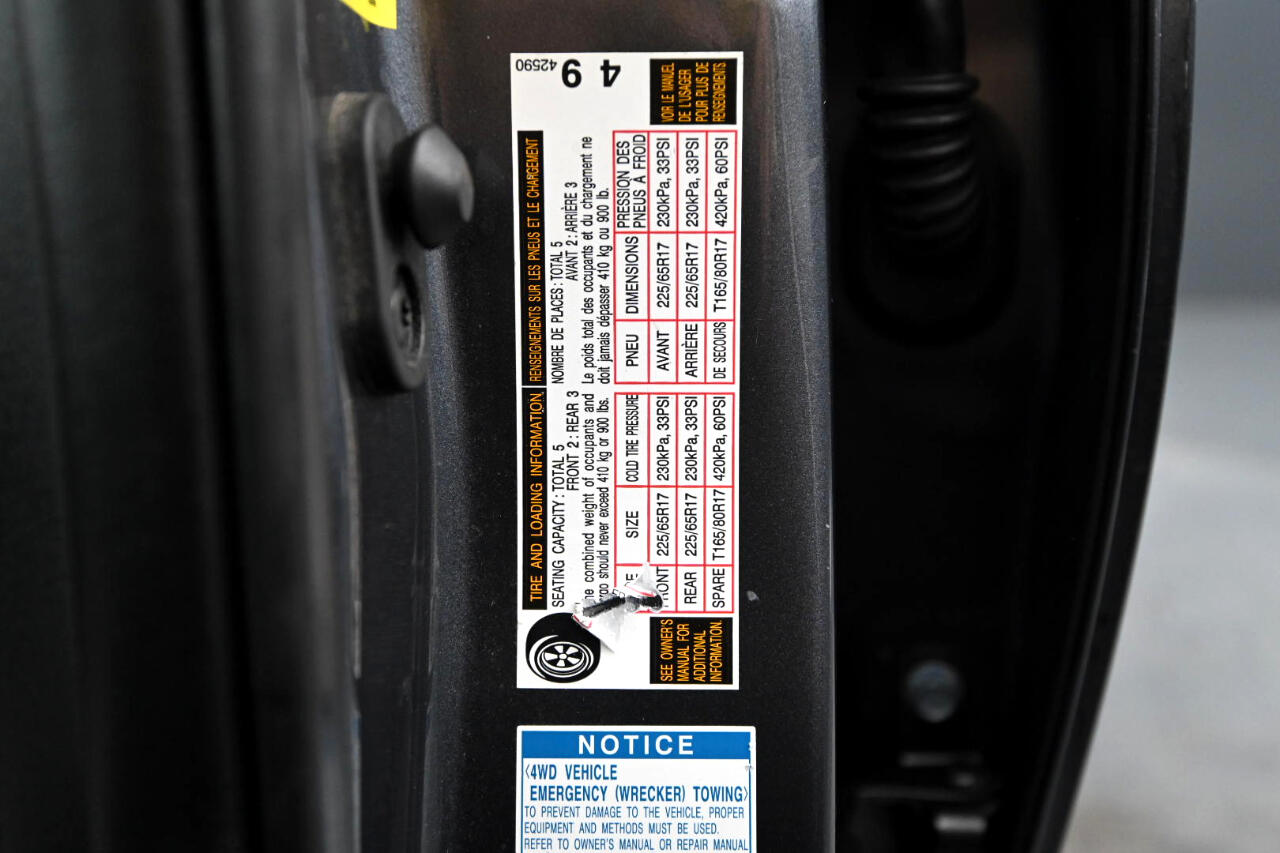 TIRE AND LOADING INFORMATION
SEATING CAPACITY : TOTAL 5
FRONT 2 : REAR 3
combined weight of occupants and
should never exceed 410 kg or 900 lbs.
SIZE COLD TIRE PRESSURE
225/65R17 230kPa, 33PSI
REAR 225/65R17 230kPa, 33PSI
SPARE T165/80R17 420kPa, 60PSI
SEE OWNER'S
MANUAL FOR
ADDITIONAL
INFORMATION.
RENSEIGNEMENTS SUR LES PNEUS ET LE CHARGEMENT
NOMBRE DE PLACES : TOTAL 5
AVANT 2 : ARRIÈRE 3
Le poids total des occupants et du chargement ne
doit jamais dépasser 410 kg ou 900 lb.
PNEU DIMENSIONS PRESSION DES
PNEUS À FROID
AVANT 225/65R17 230kPa, 33PSI
ARRIÈRE 225/65R17 230kPa, 33PSI
DE SECOURS T165/80R17 420kPa, 60PSI
VOIR LE MANUEL
DE L'USAGER
POUR PLUS DE
RENSEIGNEMENTS
4 9
42590
NOTICE
〈4WD VEHICLE
EMERGENCY (WRECKER) TOWING〉
TO PREVENT DAMAGE TO THE VEHICLE, PROPER
EQUIPMENT AND METHODS MUST BE USED.
REFER TO OWNER'S MANUAL OR REPAIR MANUAL